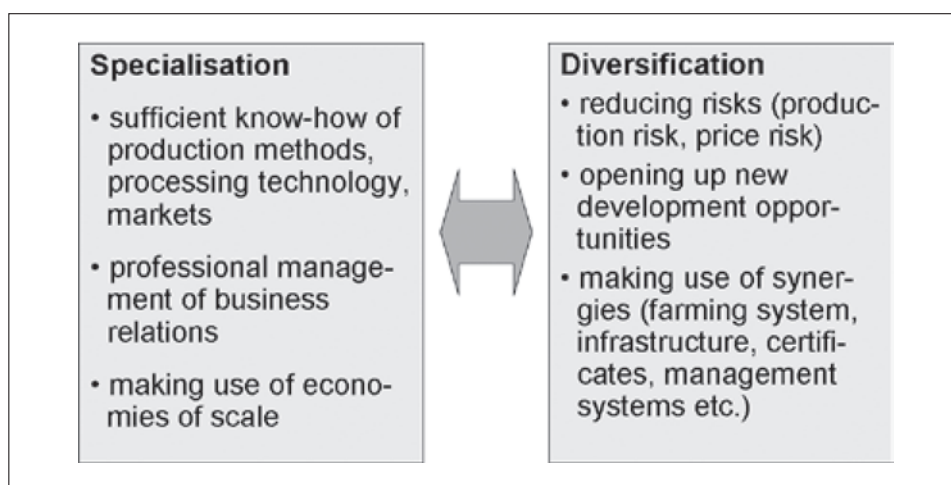 Specialisation
• sufficient know-how of
production methods,
processing technology,
markets
• professional manage-
ment of business
relations
• making use of econo-
mies of scale
Diversification
• reducing risks (produc-
tion risk, price risk)
• opening up new
development oppor-
tunities
• making use of syner-
gies (farming system,
infrastructure, certifi-
cates, management
systems etc.)